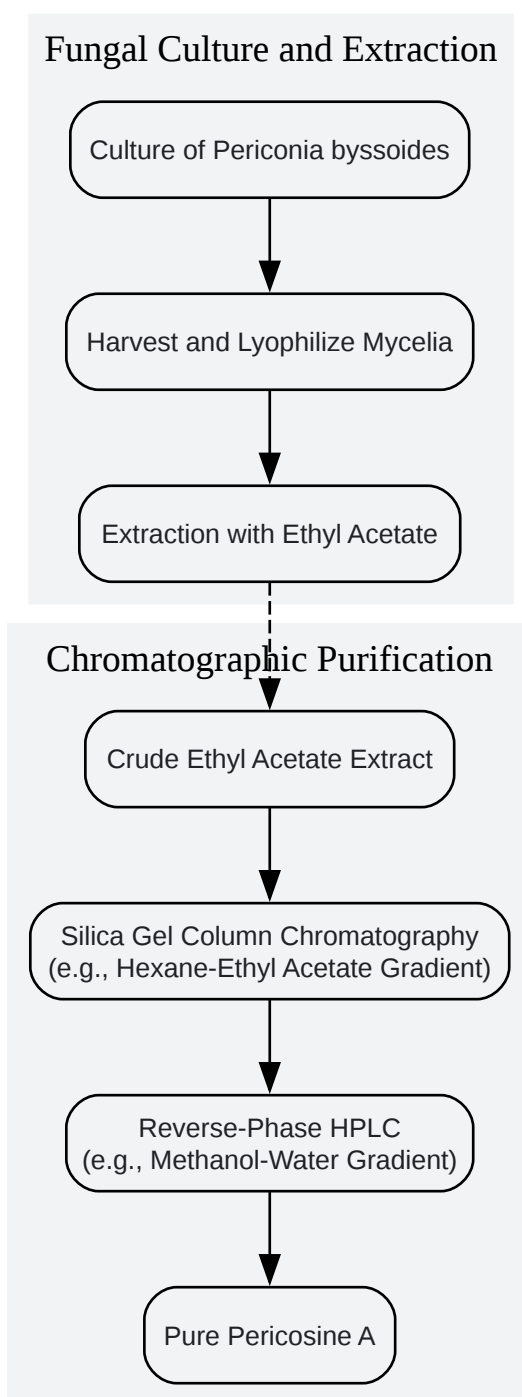 Fungal Culture and Extraction
Culture of Periconia byssoides
Harvest and Lyophilize Mycelia
Extraction with Ethyl Acetate
Chromatographic Purification
Crude Ethyl Acetate Extract
Silica Gel Column Chromatography
(e.g., Hexane-Ethyl Acetate Gradient)
Reverse-Phase HPLC
(e.g., Methanol-Water Gradient)
Pure Pericosine A